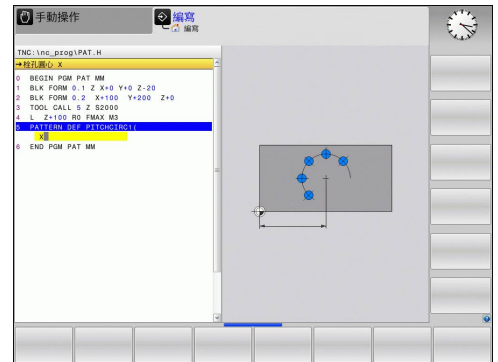 手動操作
編寫
編寫
TNC:\nc_prog\PAT.H
→栓孔圓心 X
0 BEGIN PGM PAT MM
1 BLK FORM 0.1 Z X+0 Y+0 Z-20
2 BLK FORM 0.2 X+100 Y+200 Z+0
3 TOOL CALL 5 Z S2000
4 L Z+100 R0 FMAX M3
5 PATTERN DEF PITCHCIRC1(
X
6 END PGM PAT MM